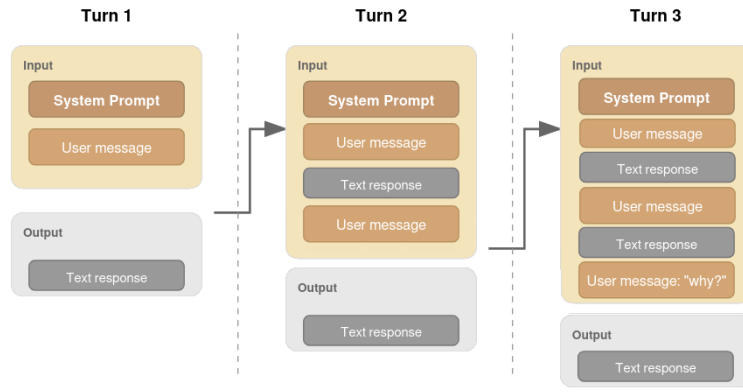 Turn 1
Input
System Prompt
User message
Output
Text response
Turn 2
Input
System Prompt
User message
Text response
User message
Output
Text response
Turn 3
Input
System Prompt
User message
Text response
User message
Text response
User message: "why?"
Output
Text response